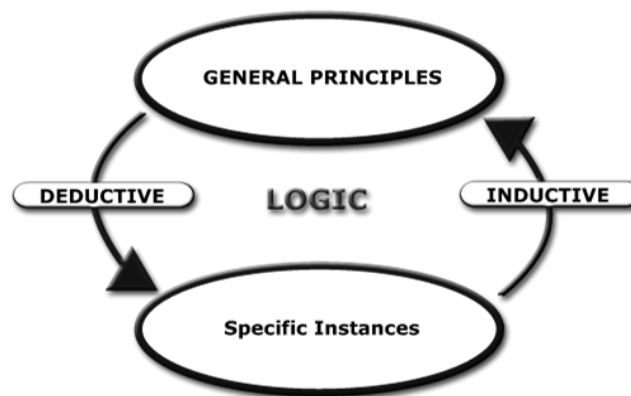 GENERAL PRINCIPLES
DEDUCTIVE
LOGIC
INDUCTIVE
Specific Instances